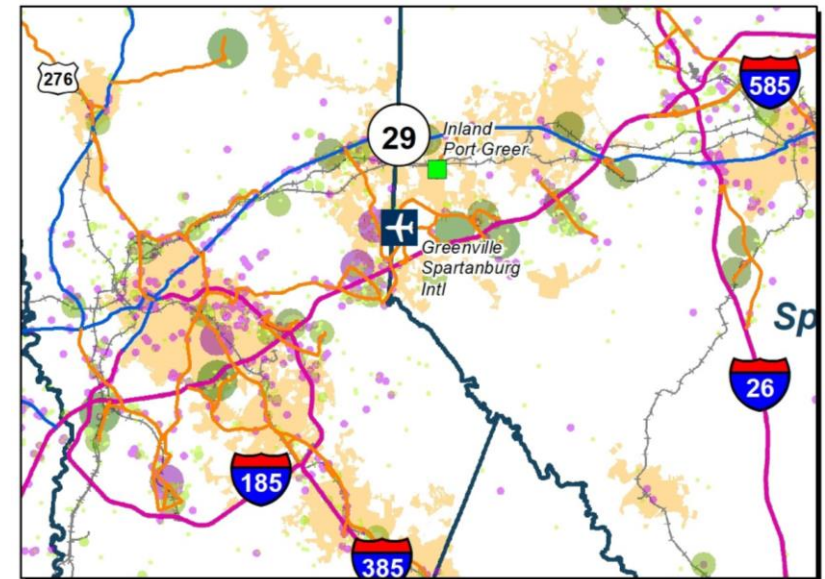 276
585
29
Inland
Port Greer
Greenville
Spartanburg
Intl
Sp
26
185
385